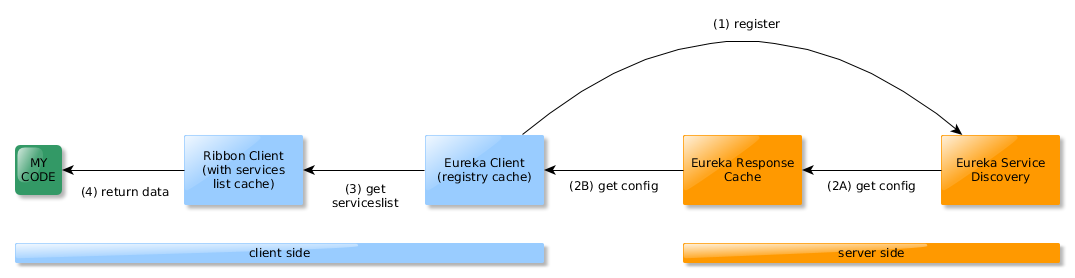 (1) register
MY
CODE
(4) return data
Ribbon Client
(with services
list cache)
(3) get
serviceslist
Eureka Client
(registry cache)
(2B) get config
Eureka Response
Cache
(2A) get config
Eureka Service
Discovery
client side
server side